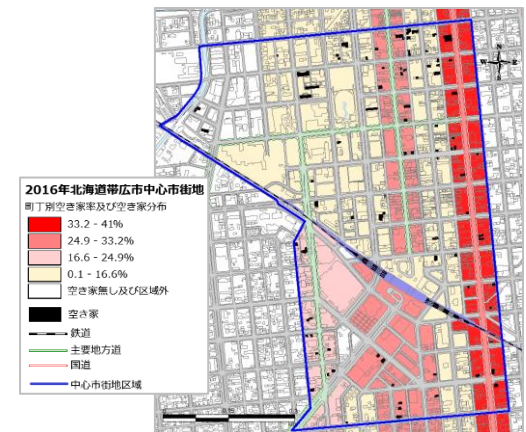 N
W E
S
2016年北海道帯広市中心市街地
町丁別空き家率及び空き家分布
33.2 - 41%
24.9 - 33.2%
16.6 - 24.9%
0.1 - 16.6%
空き家無し及び区域外
空き家
鉄道
主要地方道
国道
中心市街地区域